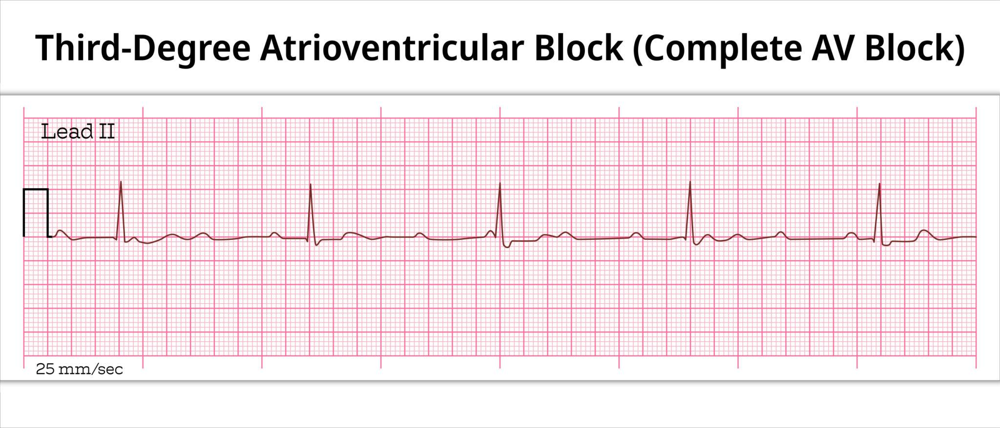 Third-Degree Atrioventricular Block (Complete AV Block)
Lead II
25 mm/sec